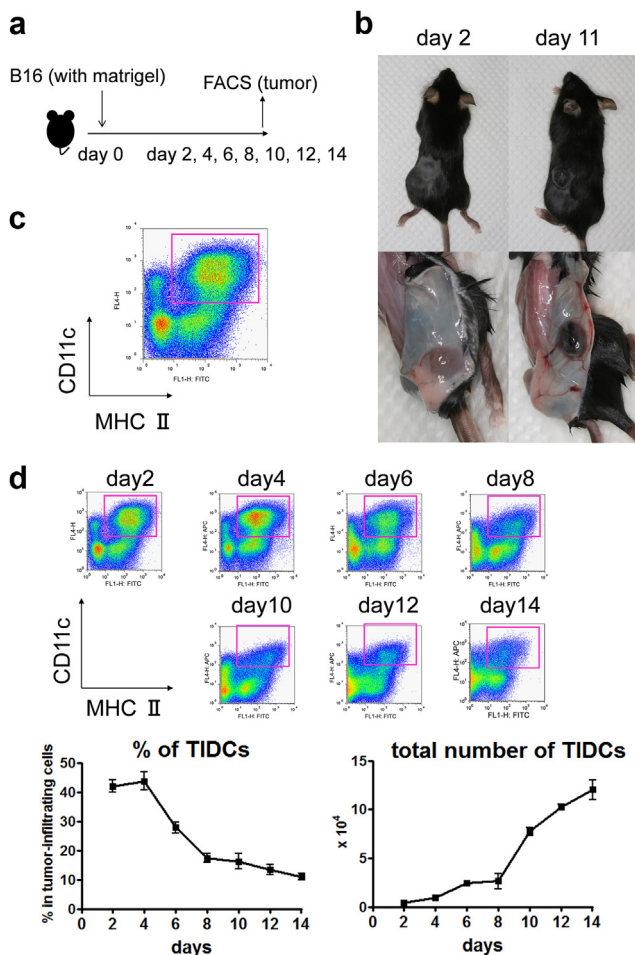 a
B16 (with matrigel)
FACS (tumor)
day 0
day 2, 4, 6, 8, 10, 12, 14
b
day 2
day 11
c
FL4-H
FL1-H: FITC
CD11c
MHC Ⅱ
d
day2
day4
day6
day8
FL4-H
FL4-H: APC
FL4-H
FL4-H: APC
FL1-H: FITC
FL1-H: FITC
FL1-H: FITC
FL1-H: FITC
day10
day12
day14
FL4-H: APC
FL4-H: APC
FL4-H: APC
FL1-H: FITC
FL1-H: FITC
FL1-H: FITC
CD11c
MHC Ⅱ
% of TIDCs
% in tumor-infiltrating cells
50
40
30
20
10
0
0 2 4 6 8 10 12 14
days
total number of TIDCs
x 10⁴
15
10
5
0
0 2 4 6 8 10 12 14
days